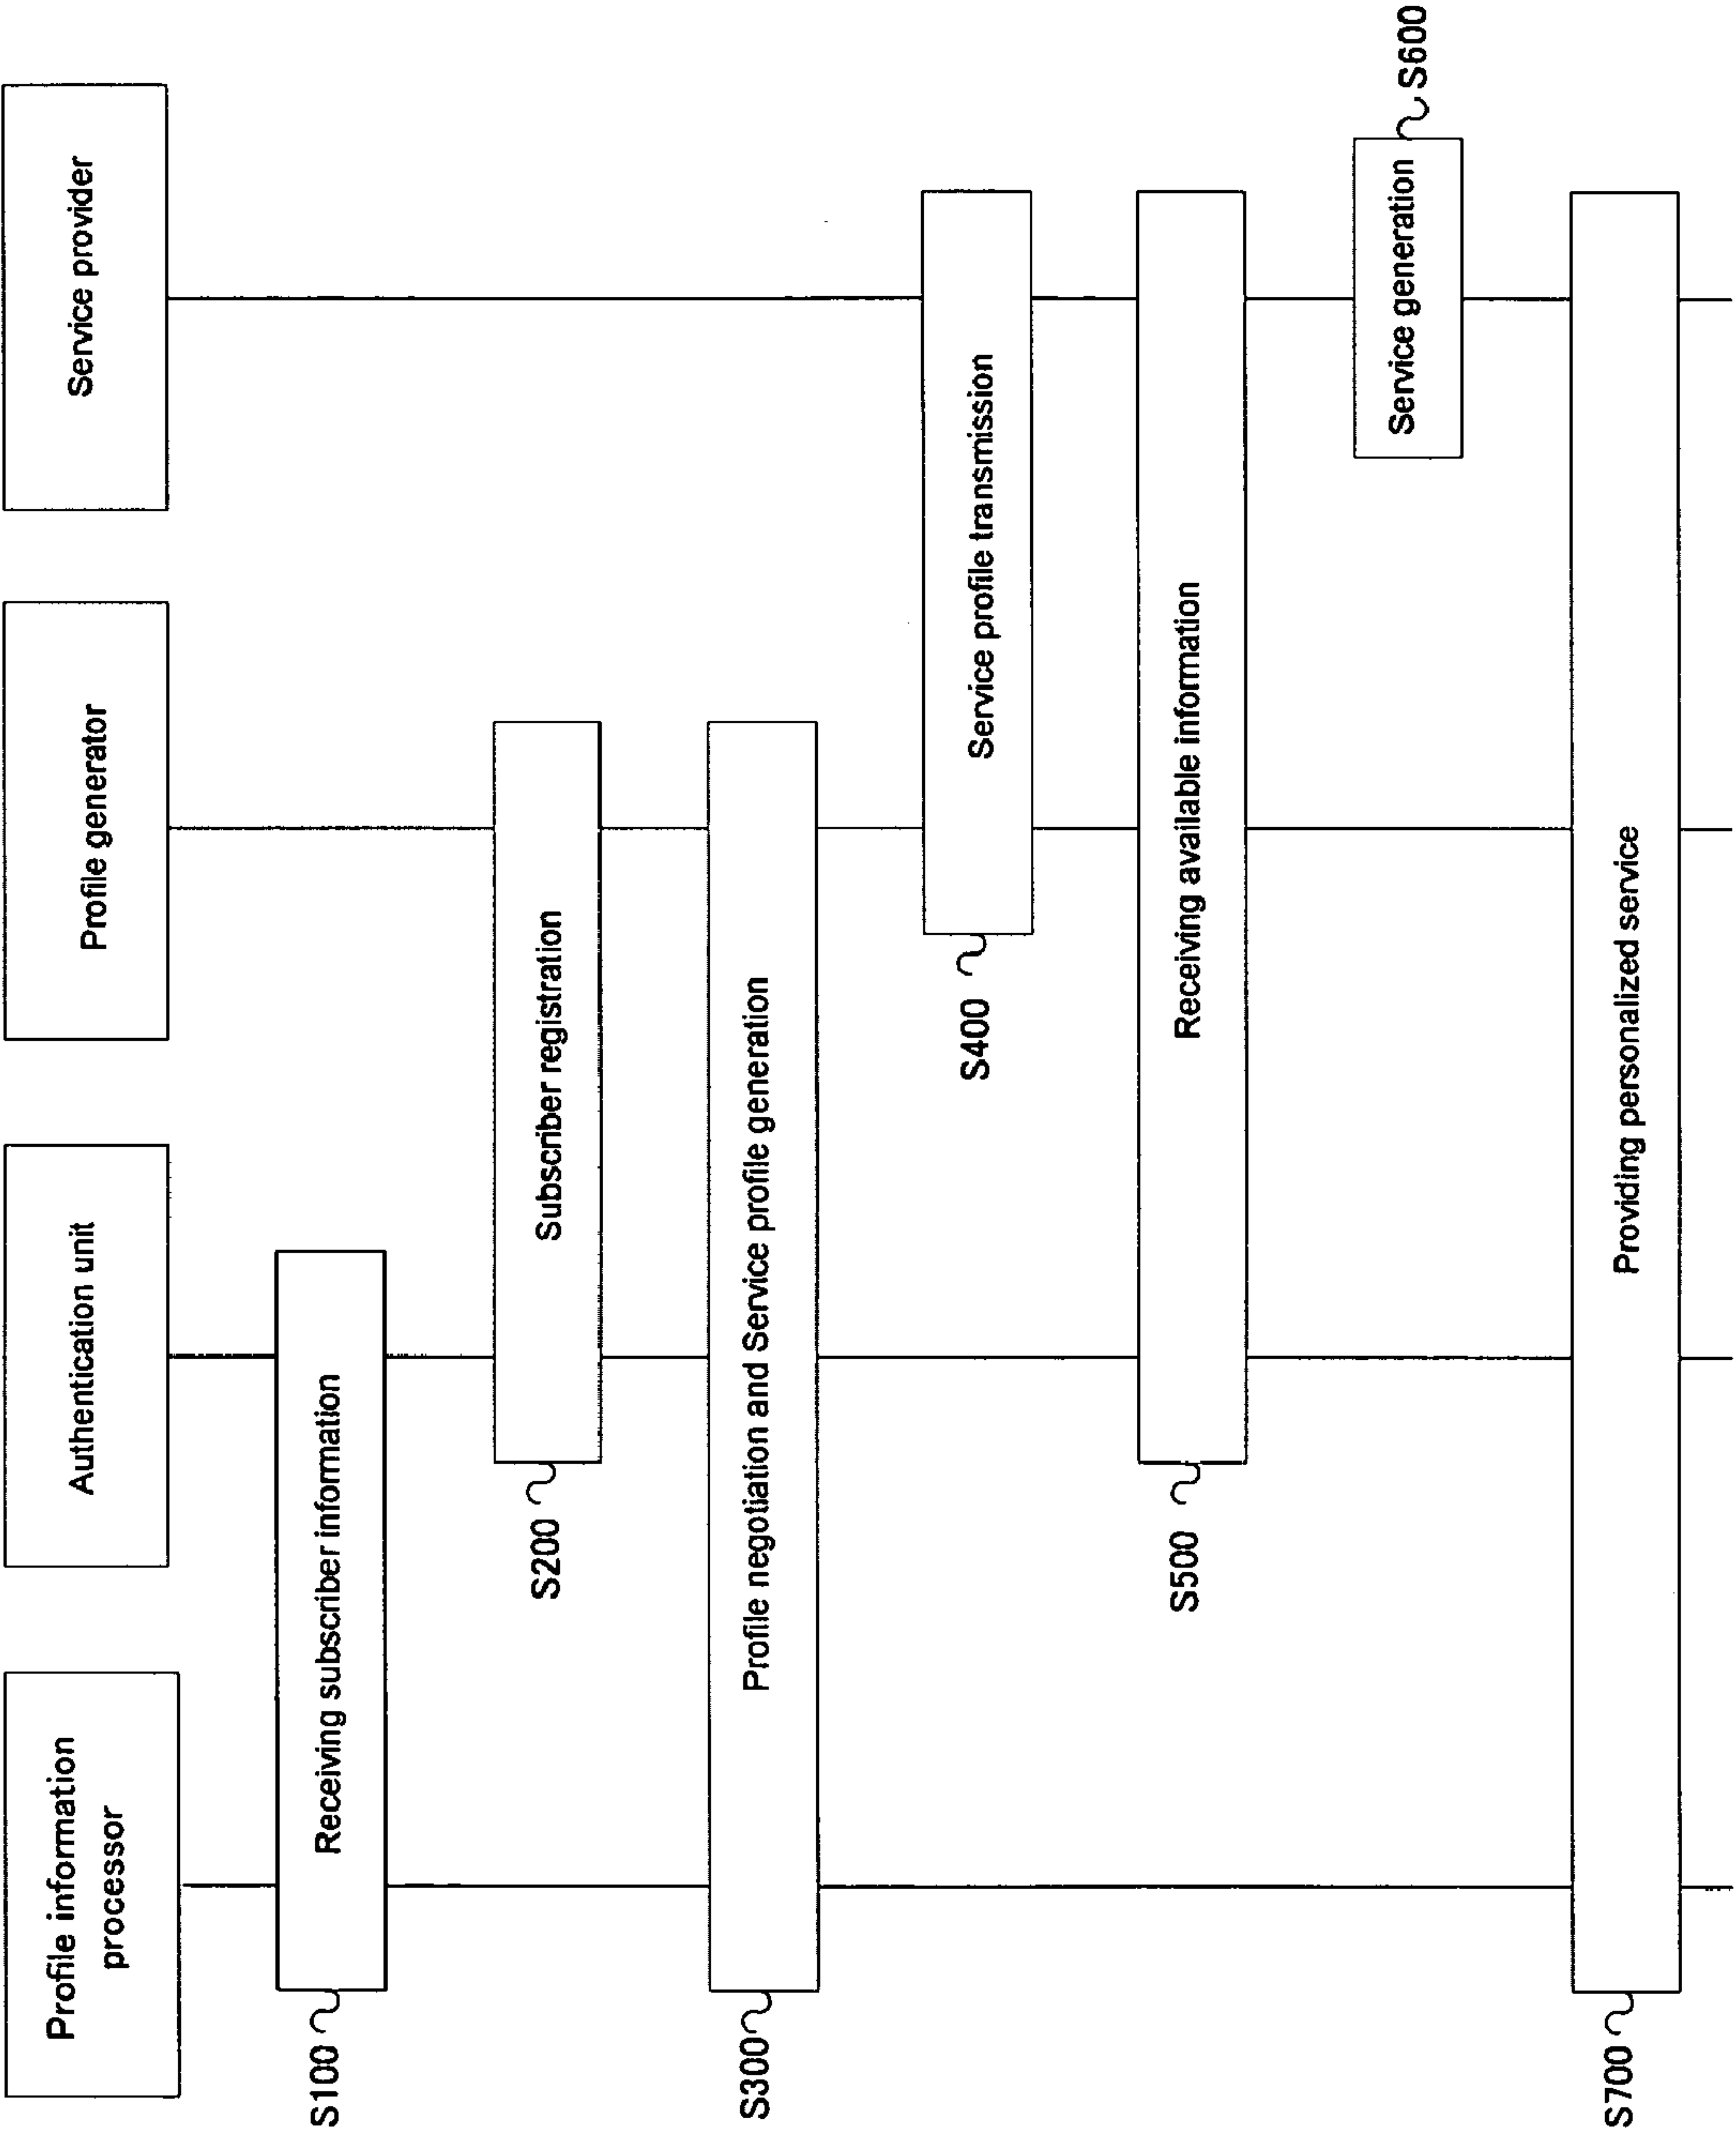 Profile information
processor
Authentication unit
Profile generator
Service provider
S100
Receiving subscriber information
S200
Subscriber registration
S300
Profile negotiation and Service profile generation
S400
Service profile transmission
S500
Receiving available information
Service generation
S600
S700
Providing personalized service